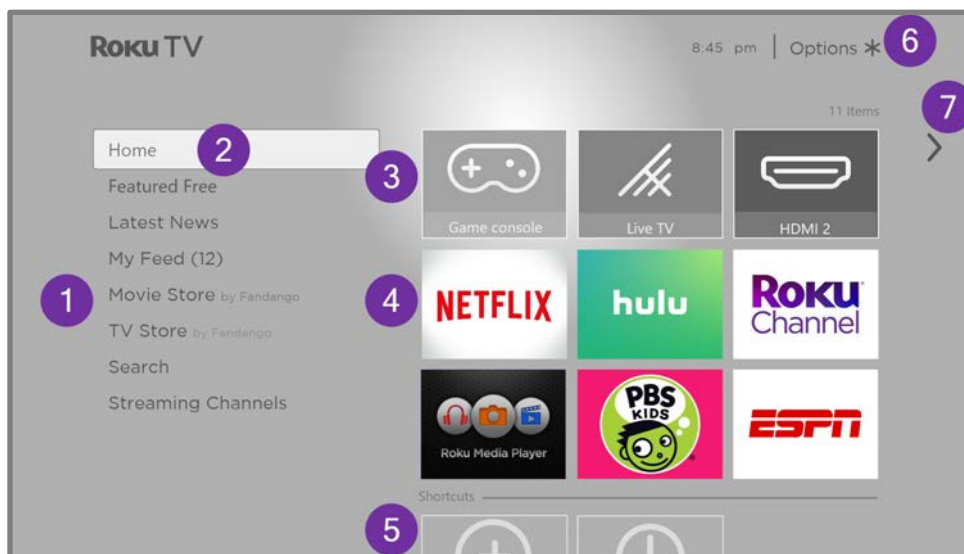 ROKU TV
8:45 pm | Options ✱
6
11 Items
7
Home
2
Featured Free
Latest News
My Feed (12)
1
Movie Store by Fandango
TV Store by Fandango
Search
Streaming Channels
3
Game console
Live TV
HDMI 2
4
NETFLIX
hulu
ROKU
Channel
Roku Media Player
PBS
KIDS
ESPN
Shortcuts
5